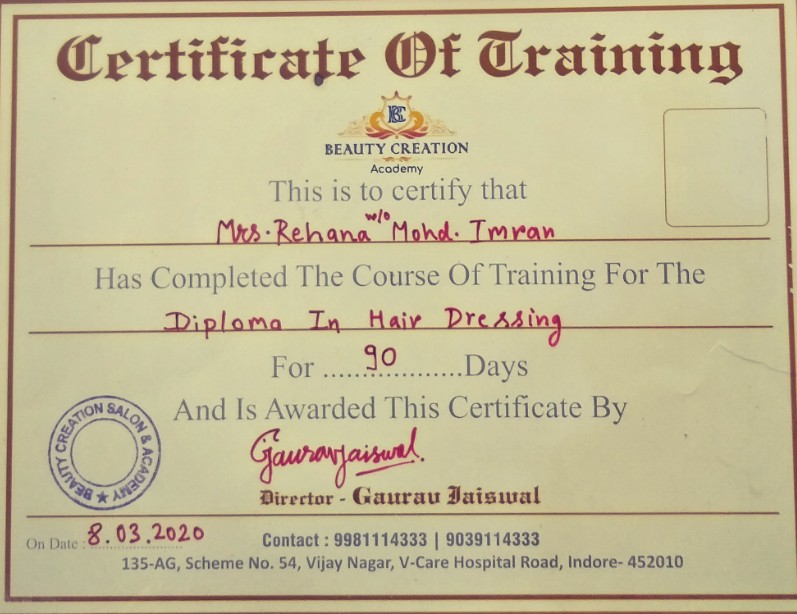 Certificate Of Training
BC
BEAUTY CREATION
Academy
This is to certify that
Mrs. Rehana w/o Mohd. Imran
Has Completed The Course Of Training For The
Diploma In Hair Dressing
For ......90..................Days
And Is Awarded This Certificate By
Gaurav Jaiswal.
Director - Gaurav Jaiswal
BEAUTY CREATION SALON & ACADEMY ★
On Date : 8.03.2020
Contact : 9981114333 | 9039114333
135-AG, Scheme No. 54, Vijay Nagar, V-Care Hospital Road, Indore- 452010